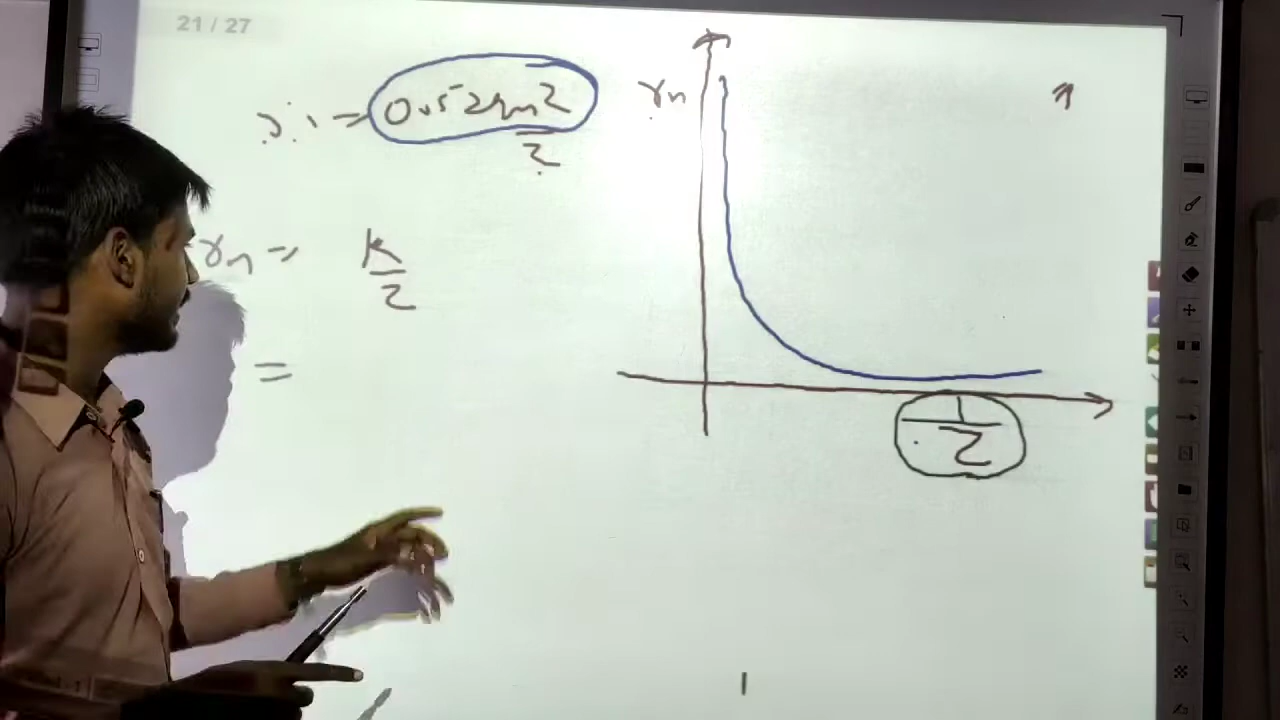 21 / 27
= 0.529n²
Z
rn = K
Z
=
rn
1
Z